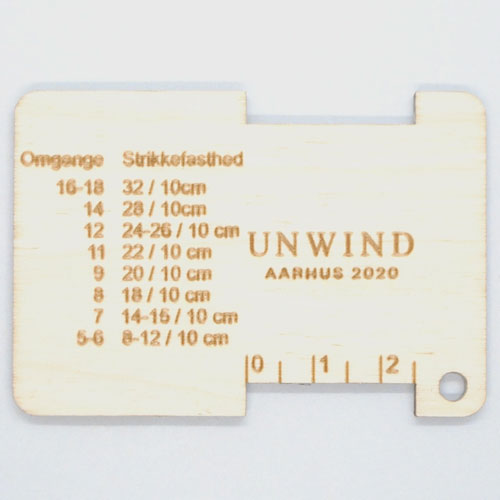 Omgange Strikkefasthed
16-18 32 / 10cm
14 28 / 10cm
12 24-26 / 10 cm
11 22 / 10 cm
9 20 / 10 cm
8 18 / 10 cm
7 14-15 / 10 cm
5-6 8-12 / 10 cm
UNWIND
AARHUS 2020
0 1 2